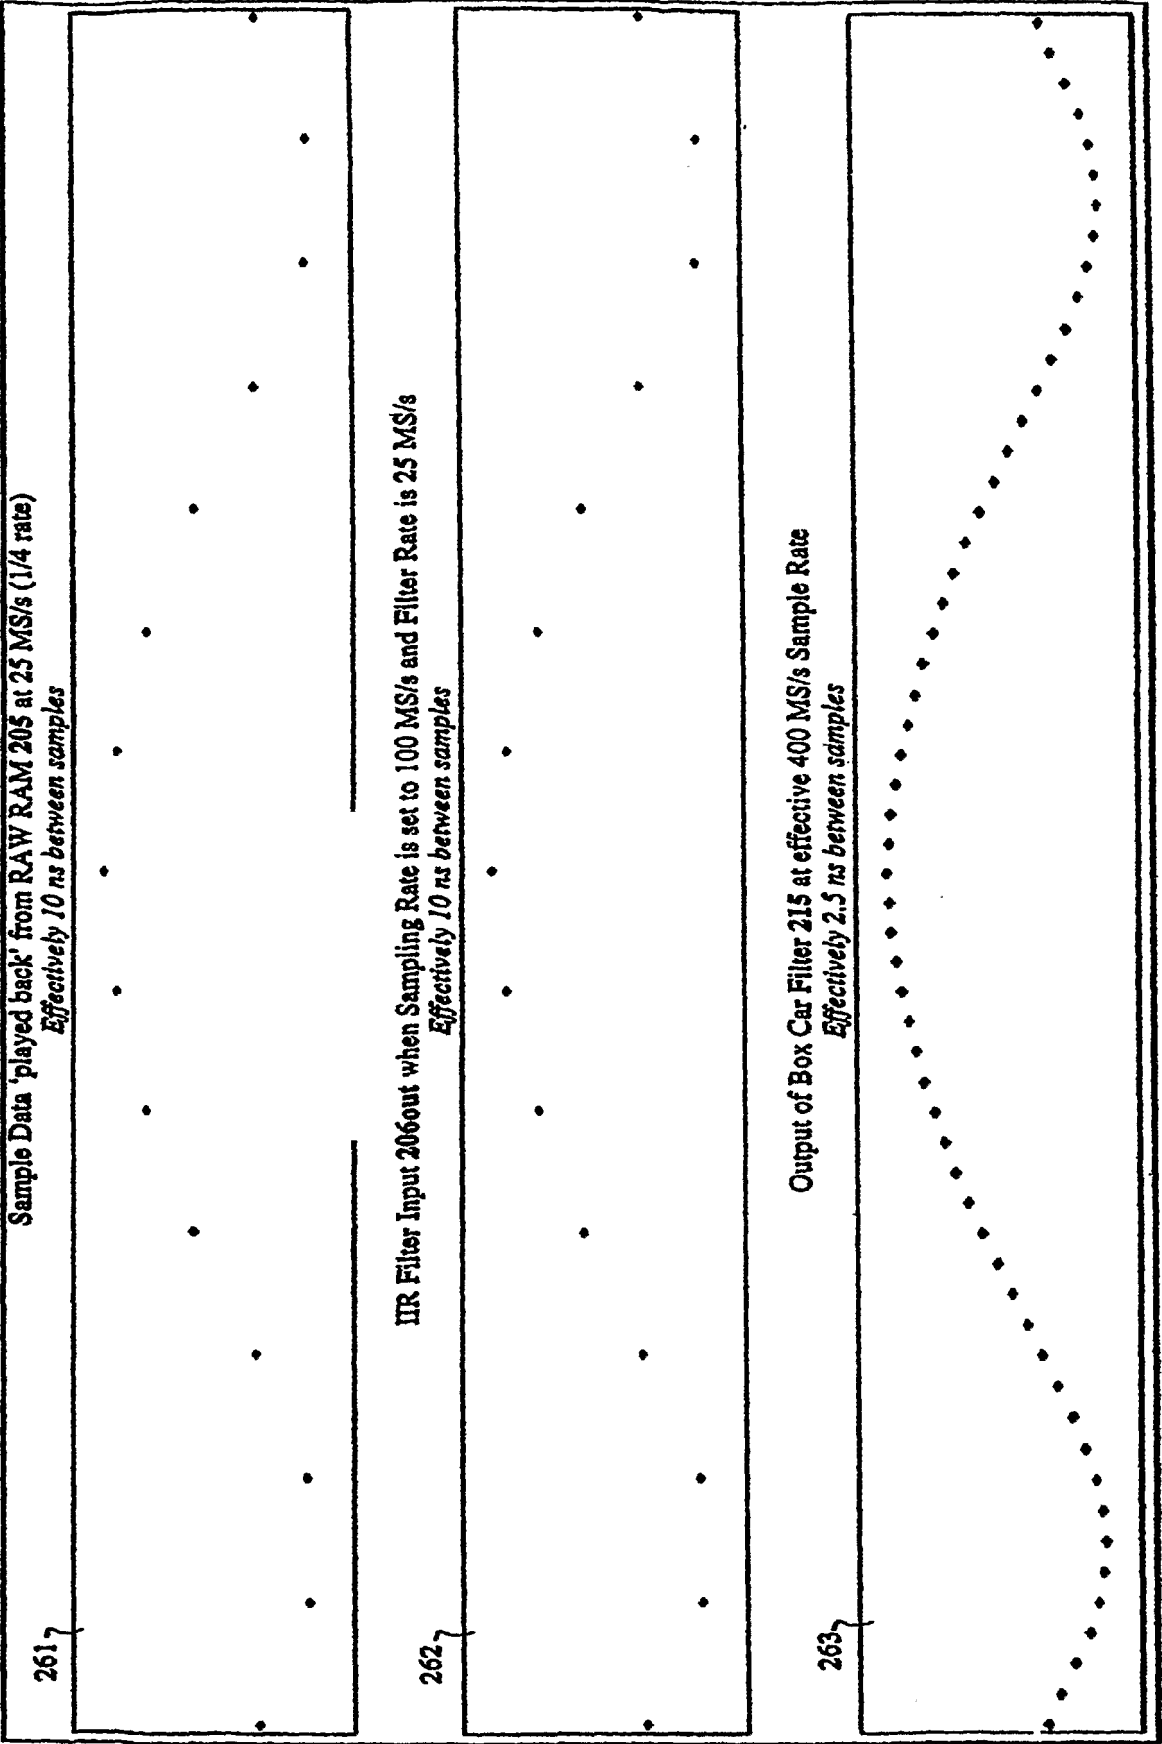 Sample Data 'played back' from RAW RAM 205 at 25 MS/s (1/4 rate)
Effectively 10 ns between samples
261
IIR Filter Input 206out when Sampling Rate is set to 100 MS/s and Filter Rate is 25 MS/s
Effectively 10 ns between samples
262
Output of Box Car Filter 215 at effective 400 MS/s Sample Rate
Effectively 2.5 ns between samples
263